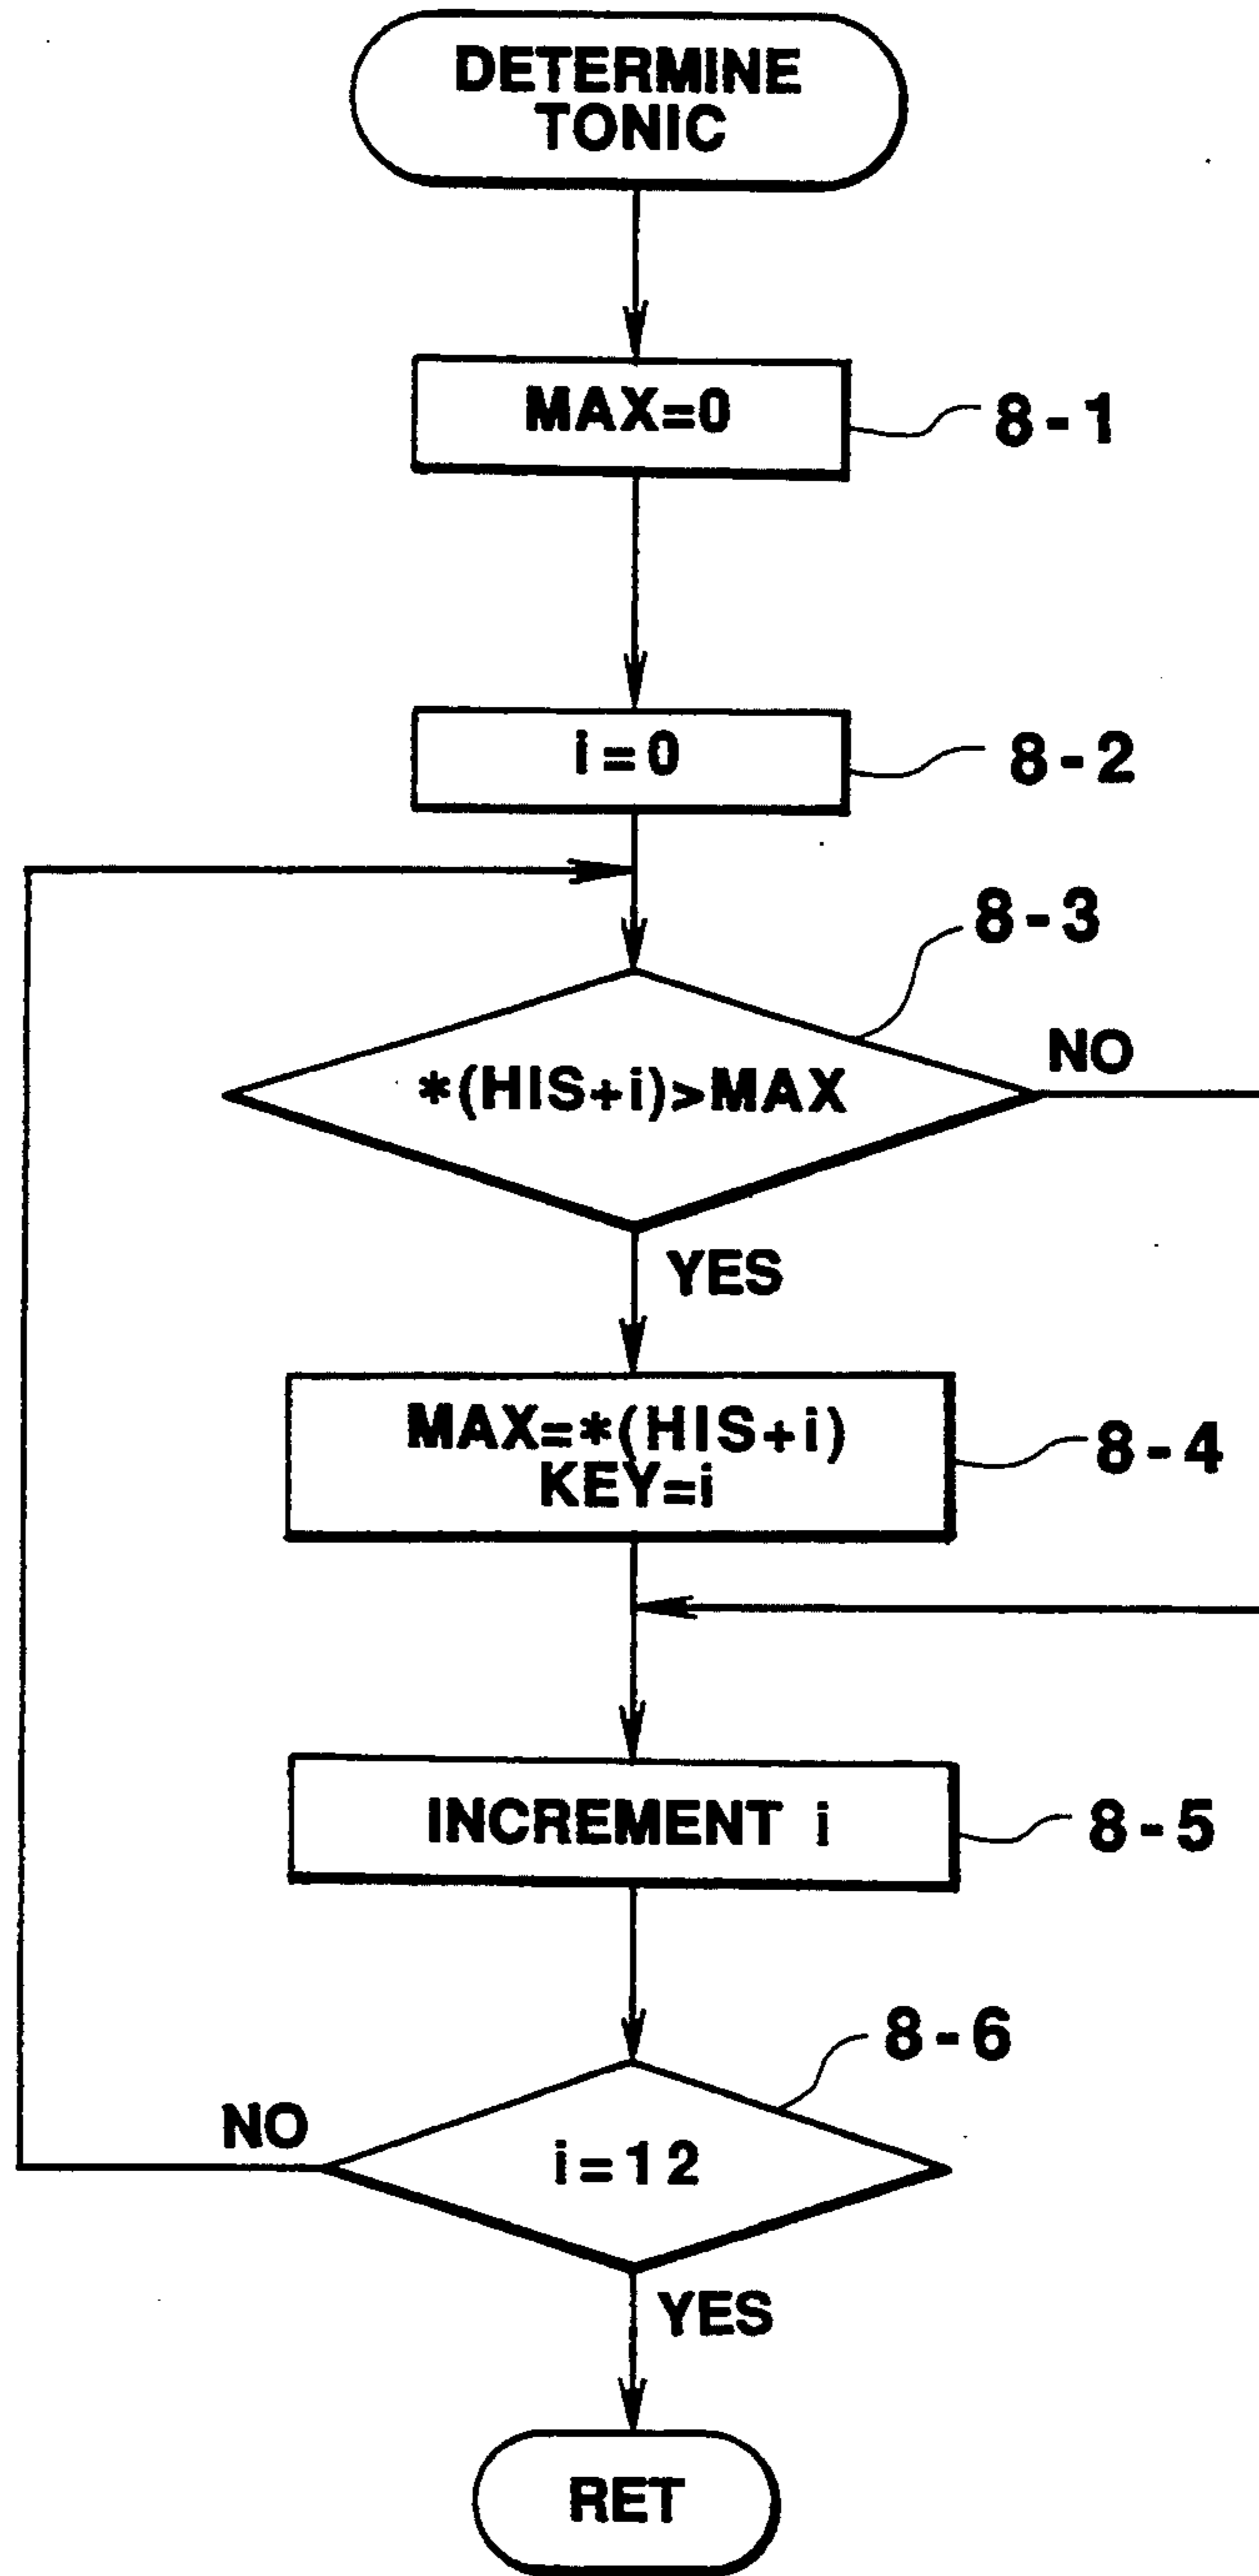 DETERMINE
TONIC
MAX=0
8-1
i=0
8-2
8-3
*(HIS+i)>MAX
NO
YES
MAX=*(HIS+i)
KEY=i
8-4
INCREMENT i
8-5
8-6
NO
i=12
YES
RET